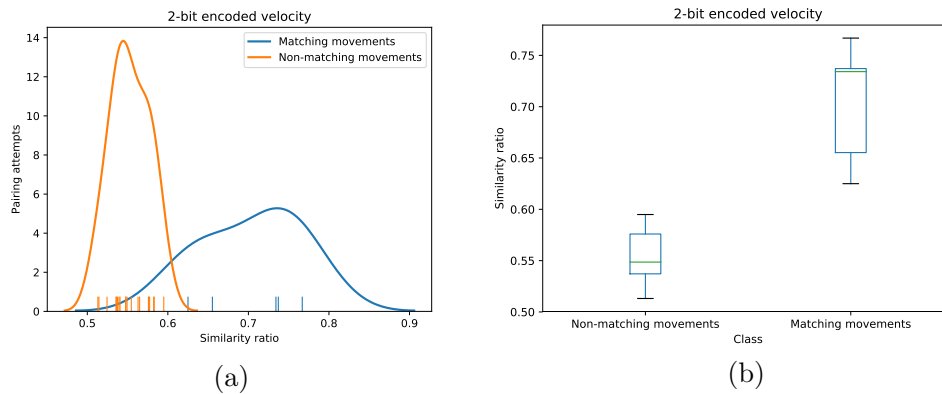 2-bit encoded velocity
14
12
10
8
6
4
2
0
Pairing attempts
Matching movements
Non-matching movements
0.5 0.6 0.7 0.8 0.9
Similarity ratio
(a)
2-bit encoded velocity
0.75
0.70
0.65
0.60
0.55
0.50
Similarity ratio
Non-matching movements Matching movements
Class
(b)